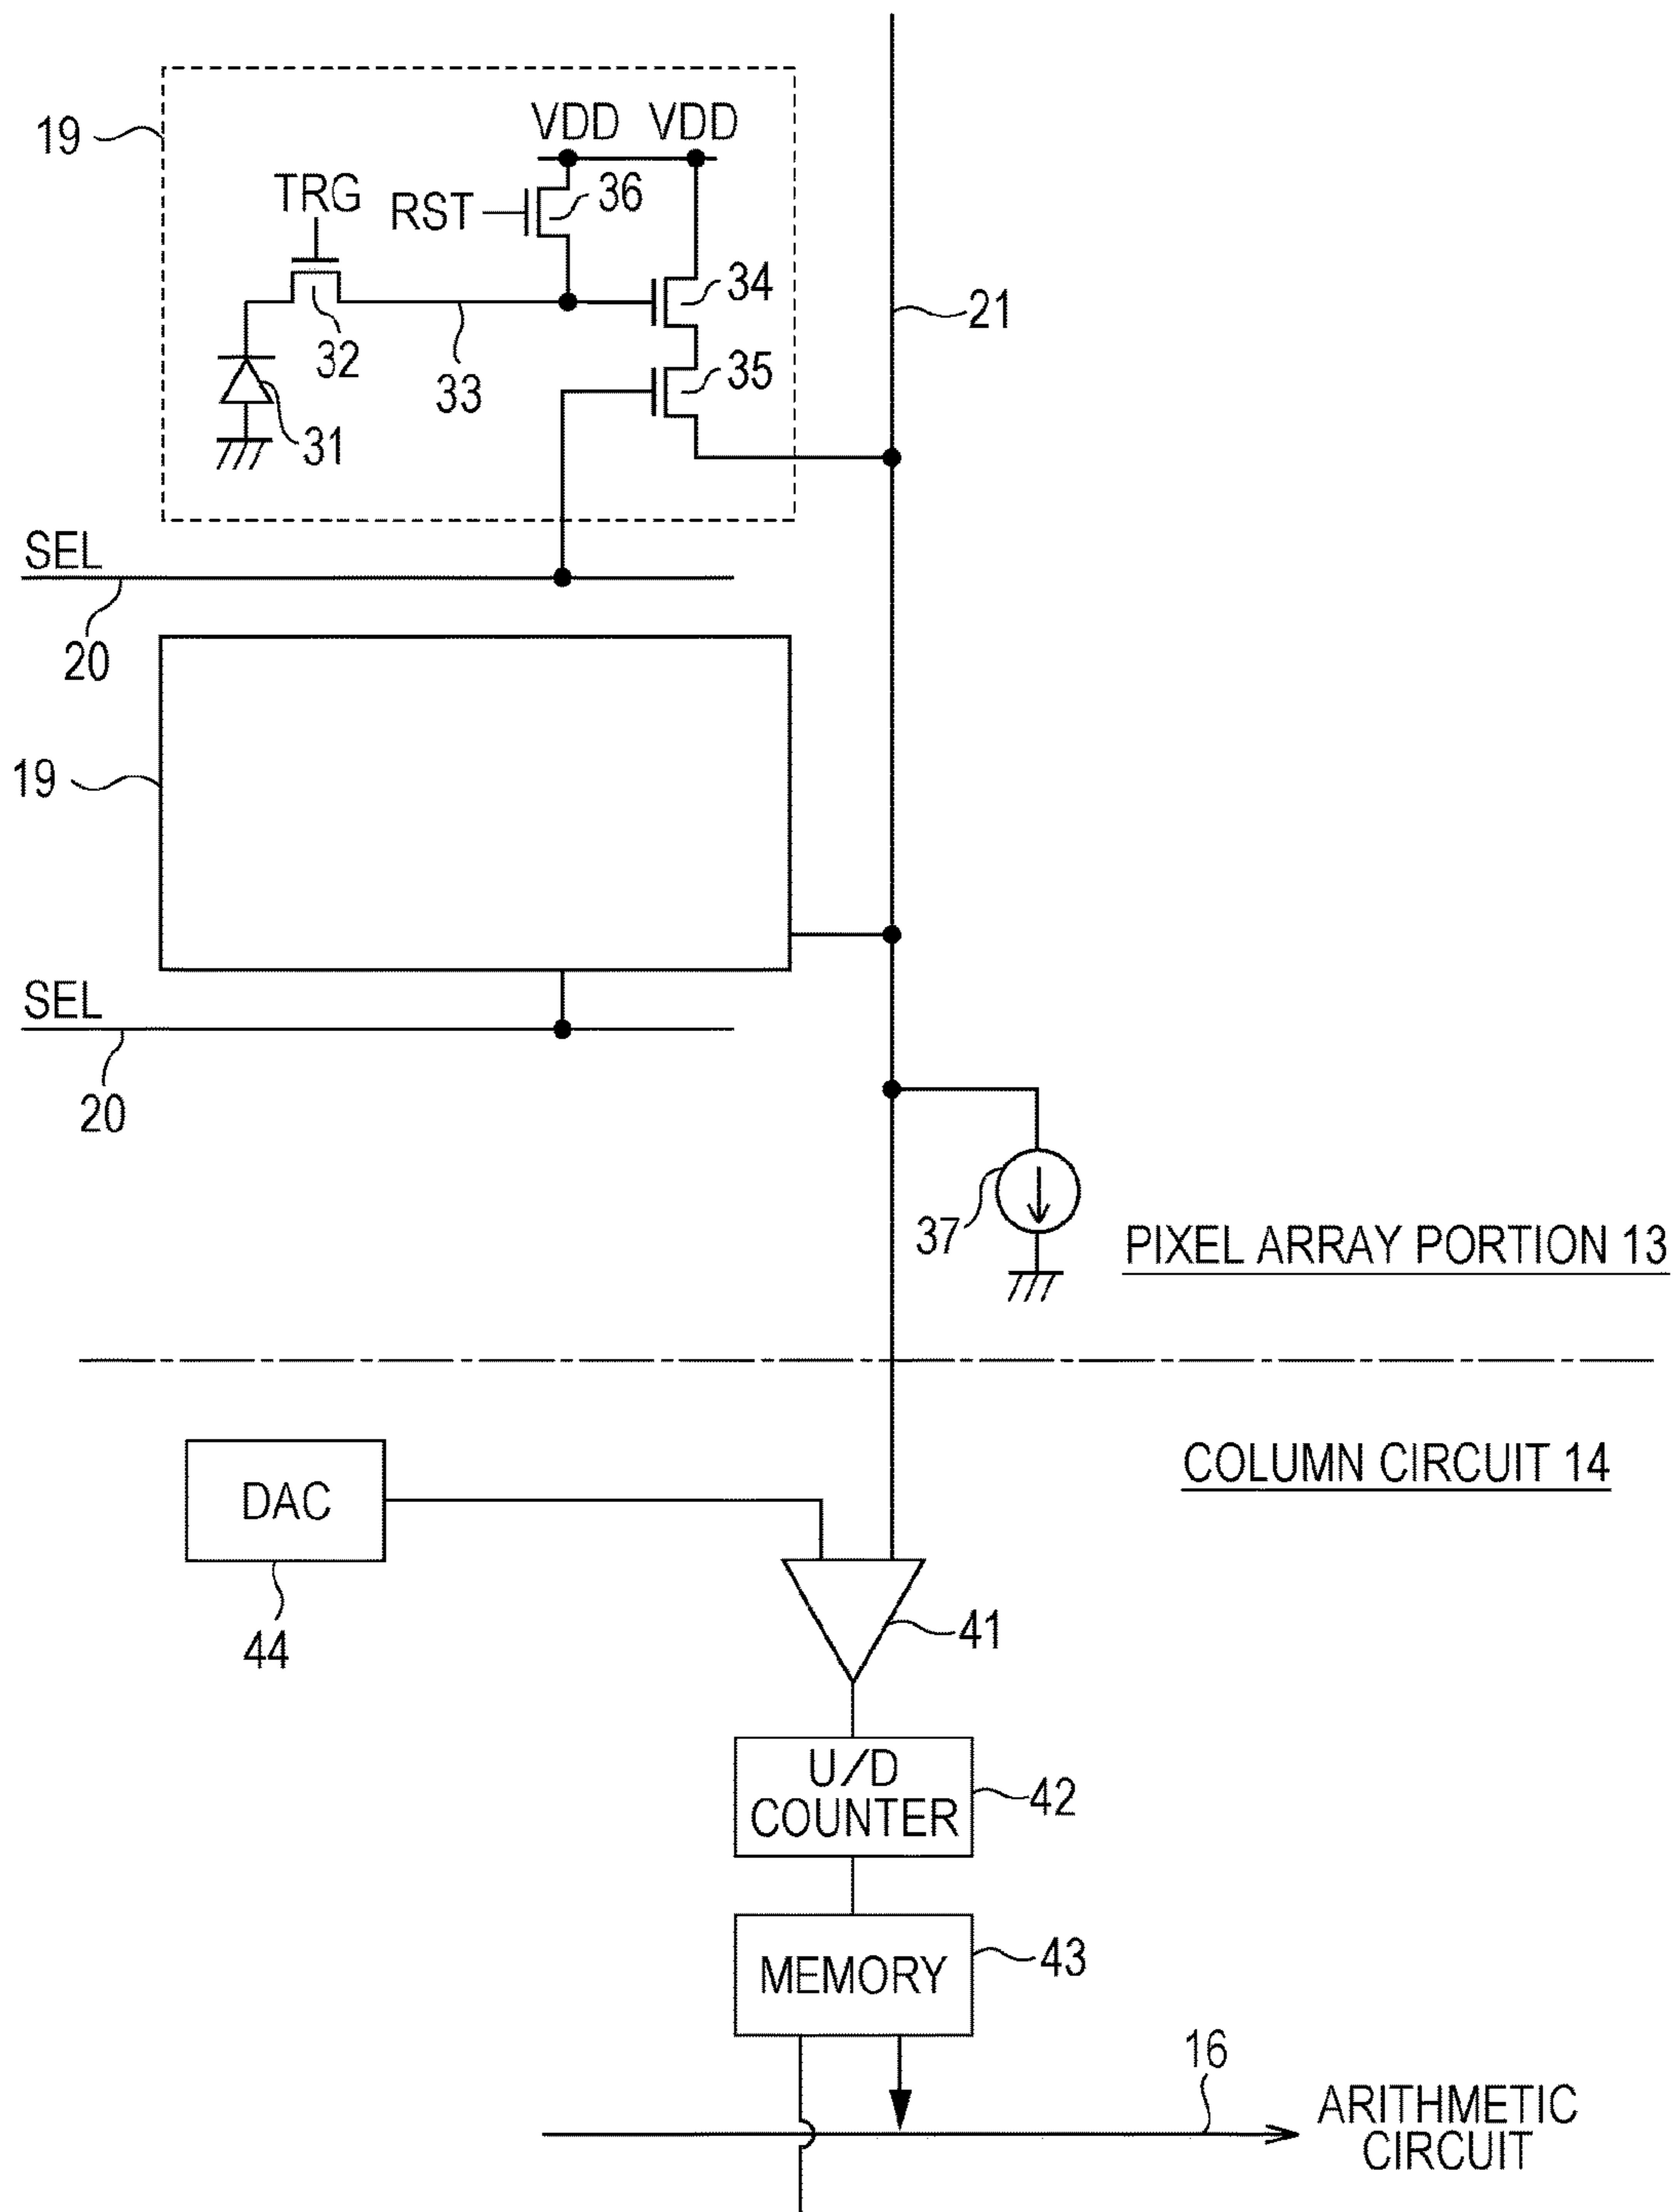 VDD VDD
19
TRG
RST
36
34
21
32
33
35
31
SEL
20
19
SEL
20
37
PIXEL ARRAY PORTION 13
COLUMN CIRCUIT 14
DAC
44
41
U/D
COUNTER
42
MEMORY
43
16
ARITHMETIC
CIRCUIT